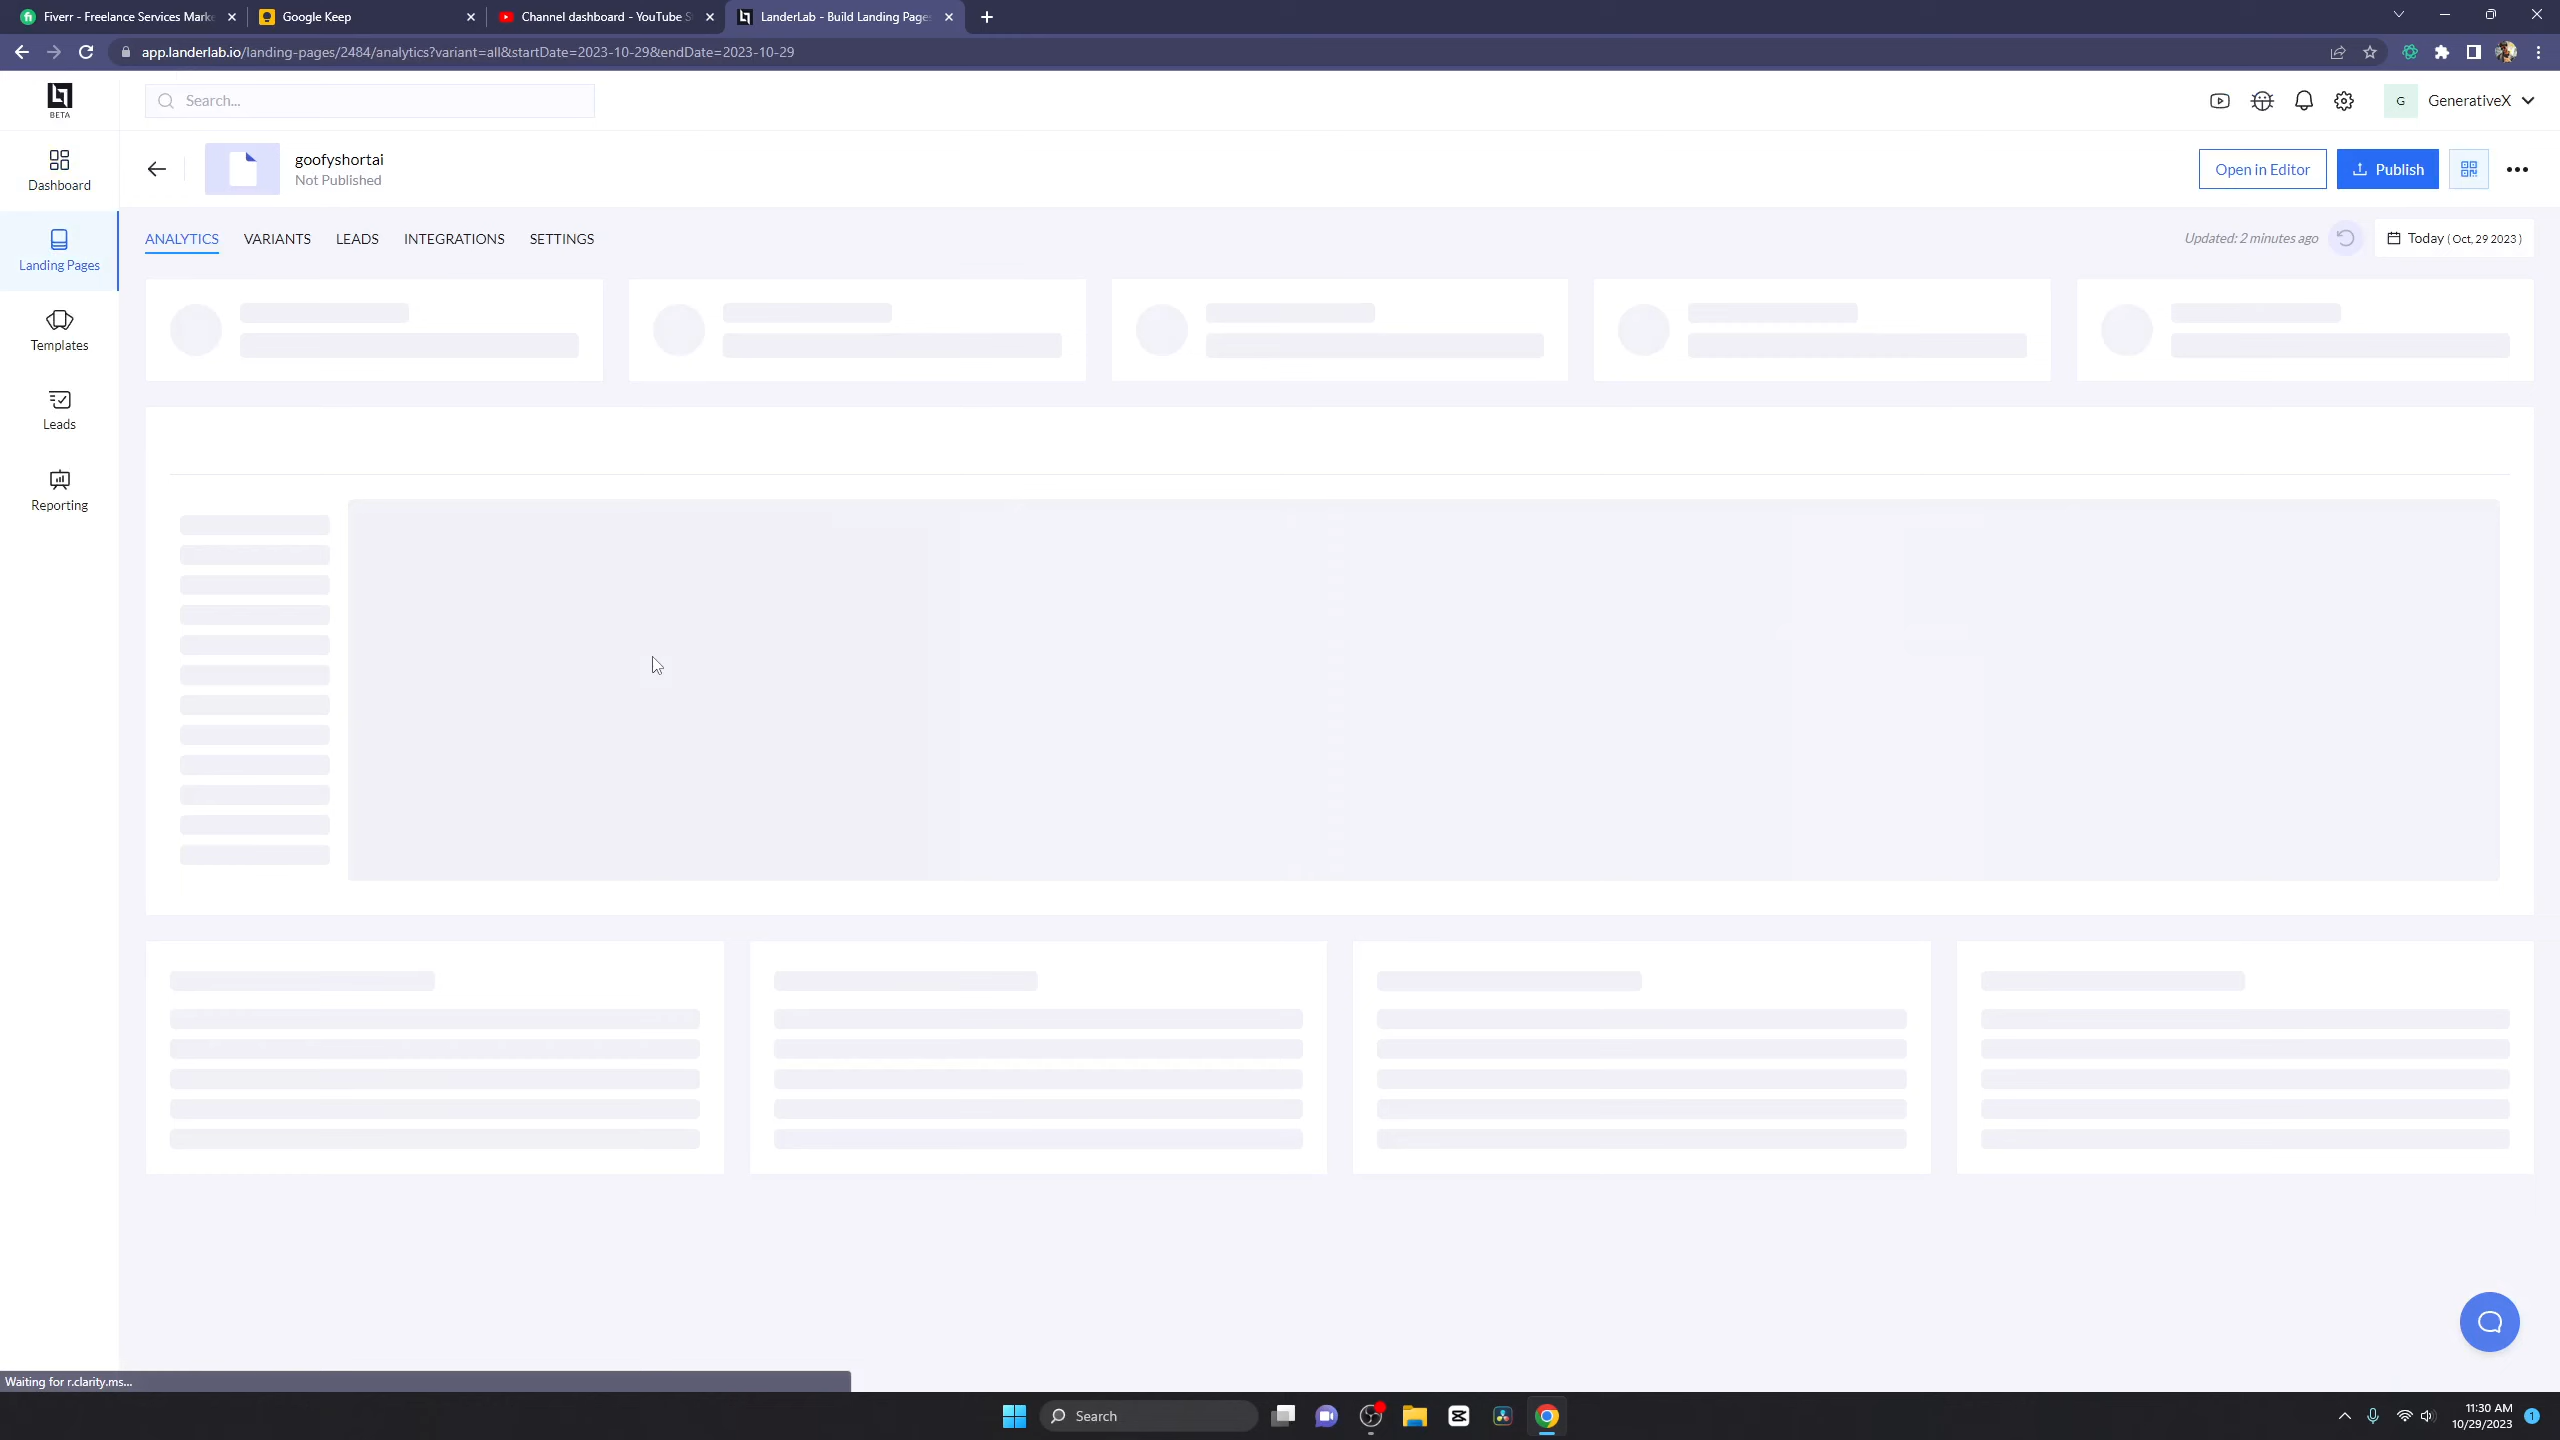 Fiverr - Freelance Services Marke
Google Keep
Channel dashboard - YouTube S
LanderLab - Build Landing Pages
app.landerlab.io/landing-pages/2484/analytics?variant=all&startDate=2023-10-29&endDate=2023-10-29
BETA
Search...
G
GenerativeX
goofyshortai
Not Published
Open in Editor
Publish
Dashboard
Landing Pages
Templates
Leads
Reporting
ANALYTICS
VARIANTS
LEADS
INTEGRATIONS
SETTINGS
Updated: 2 minutes ago
Today ( Oct, 29 2023 )
Waiting for r.clarity.ms...
Search
11:30 AM
10/29/2023
1